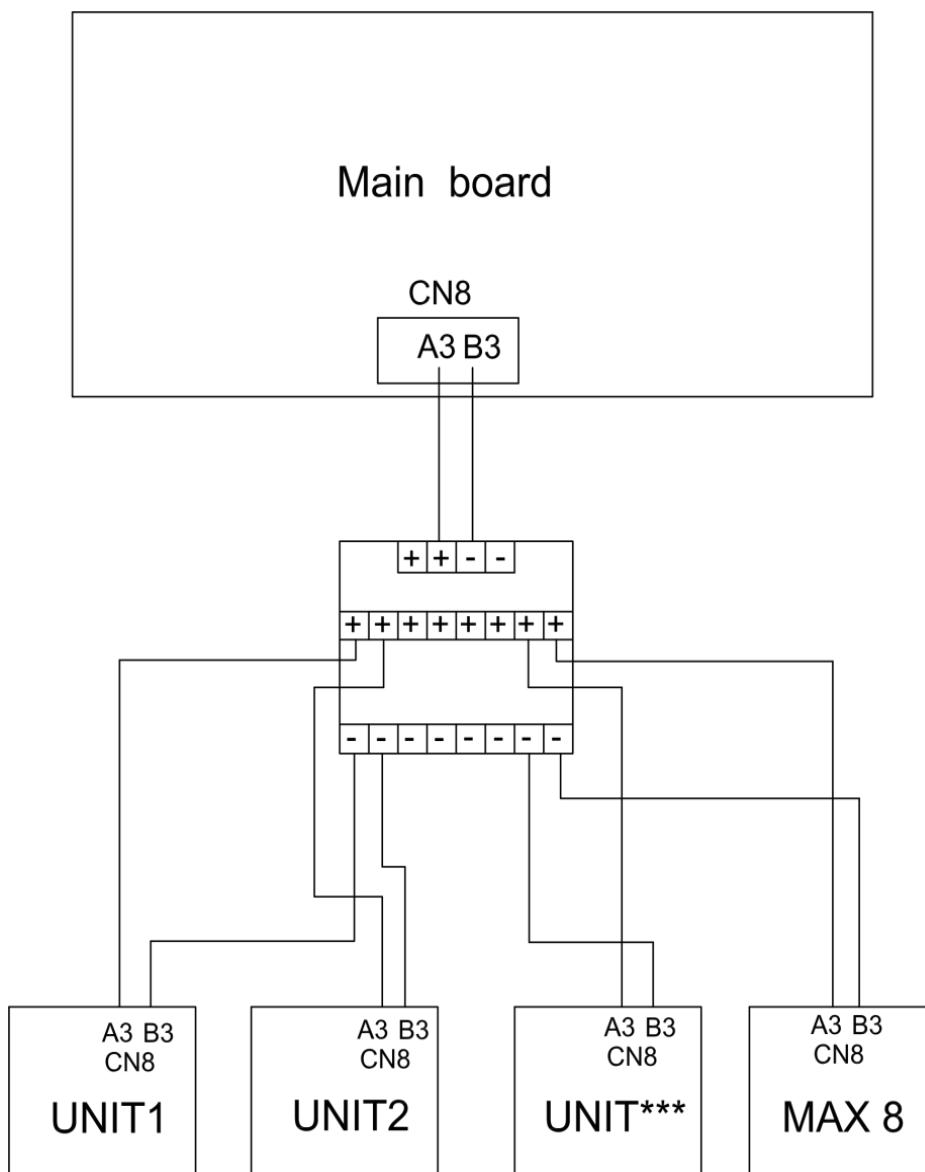 Main board
CN8
A3 B3
+ + - -
+ + + + + + + +
- - - - - - - -
A3 B3
CN8
UNIT1
A3 B3
CN8
UNIT2
A3 B3
CN8
UNIT***
A3 B3
CN8
MAX 8